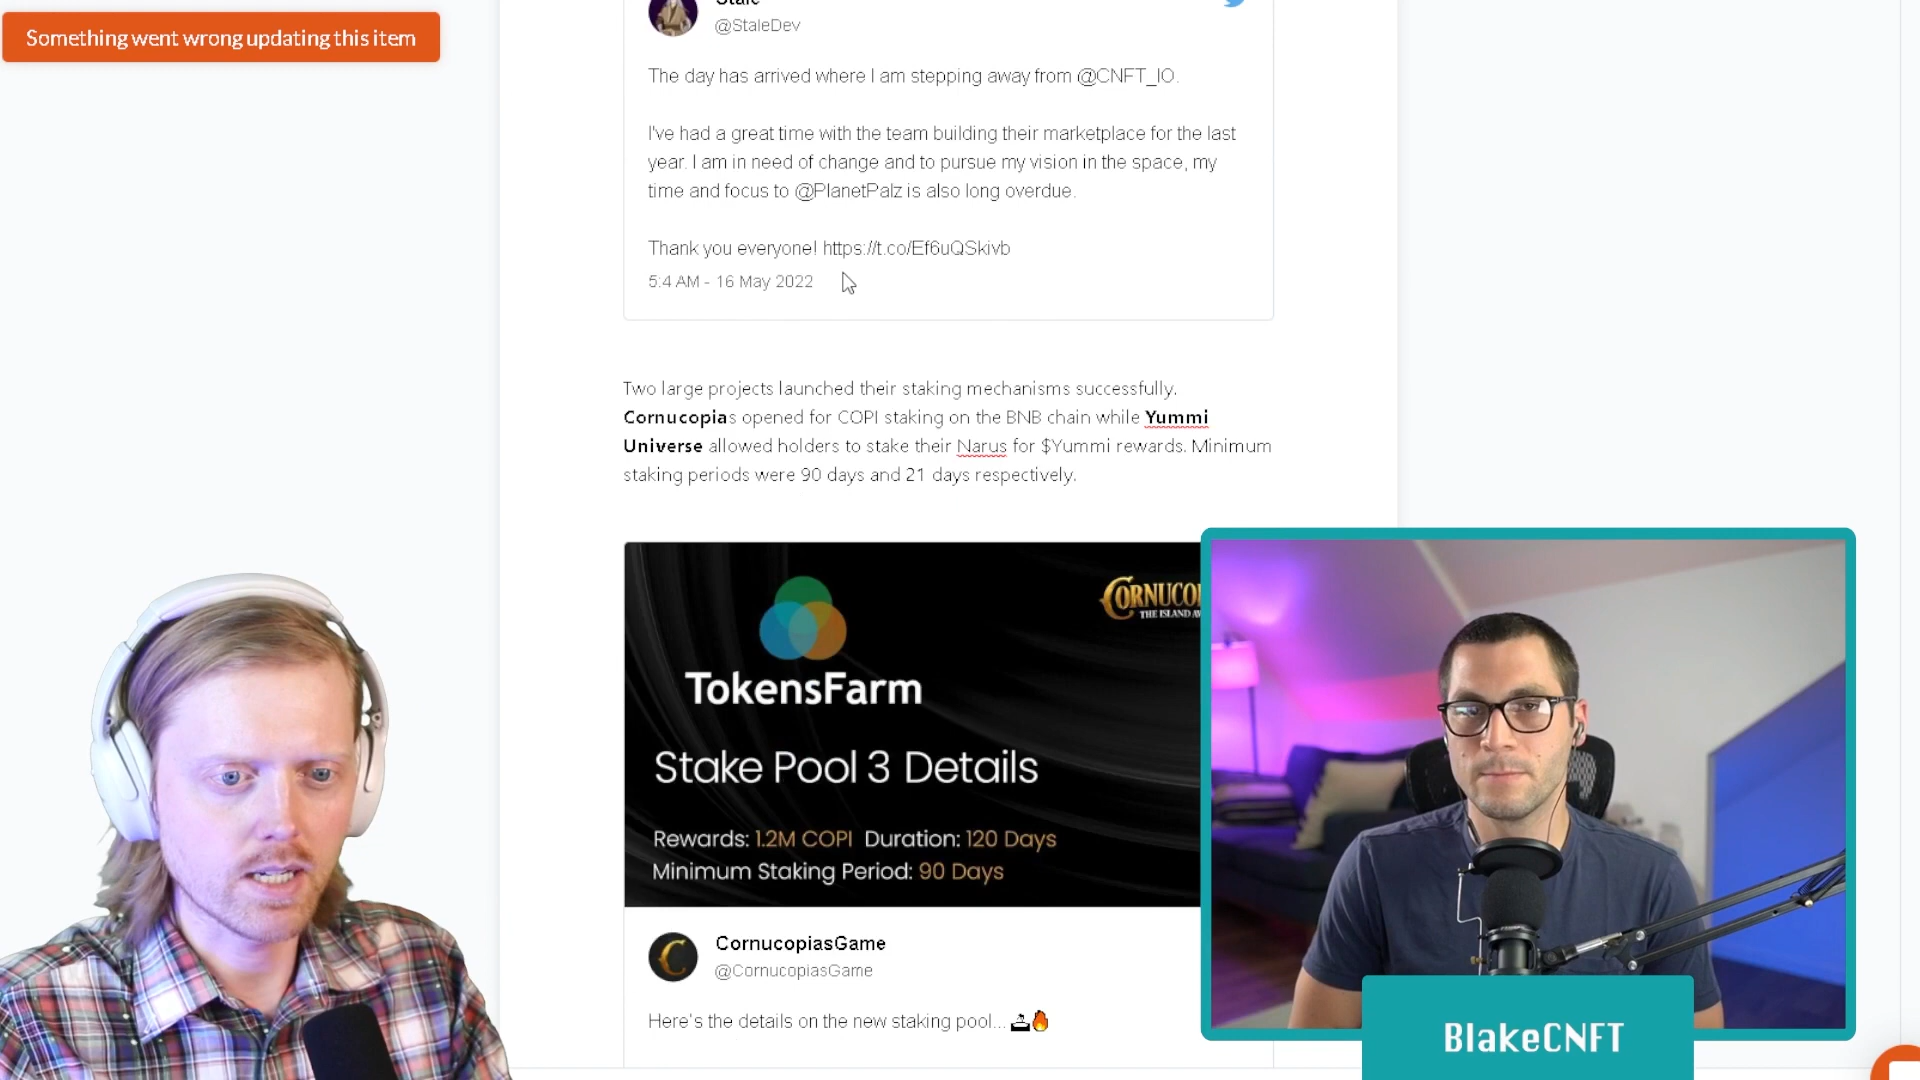 Something went wrong updating this item
Stale
@StaleDev
The day has arrived where I am stepping away from @CNFT_IO.
I've had a great time with the team building their marketplace for the last
year. I am in need of change and to pursue my vision in the space, my
time and focus to @PlanetPalz is also long overdue.
Thank you everyone! https://t.co/Ef6uQSkivb
5:4 AM - 16 May 2022
Two large projects launched their staking mechanisms successfully.
Cornucopias opened for COPI staking on the BNB chain while Yummi
Universe allowed holders to stake their Narus for $Yummi rewards. Minimum
staking periods were 90 days and 21 days respectively.
CORNUCO
THE ISLAND
TokensFarm
Stake Pool 3 Details
Rewards: 1.2M COPI Duration: 120 Days
Minimum Staking Period: 90 Days
CornucopiasGame
@CornucopiasGame
Here's the details on the new staking pool...
BlakeCNFT